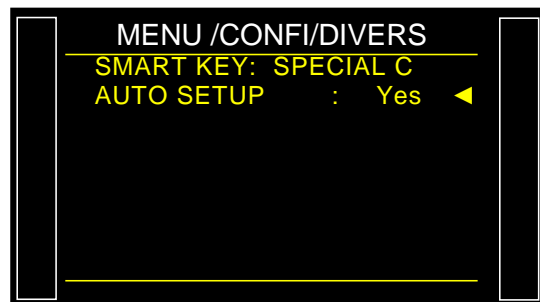 MENU /CONFI/DIVERS
SMART KEY: SPECIAL C
AUTO SETUP : Yes ◄